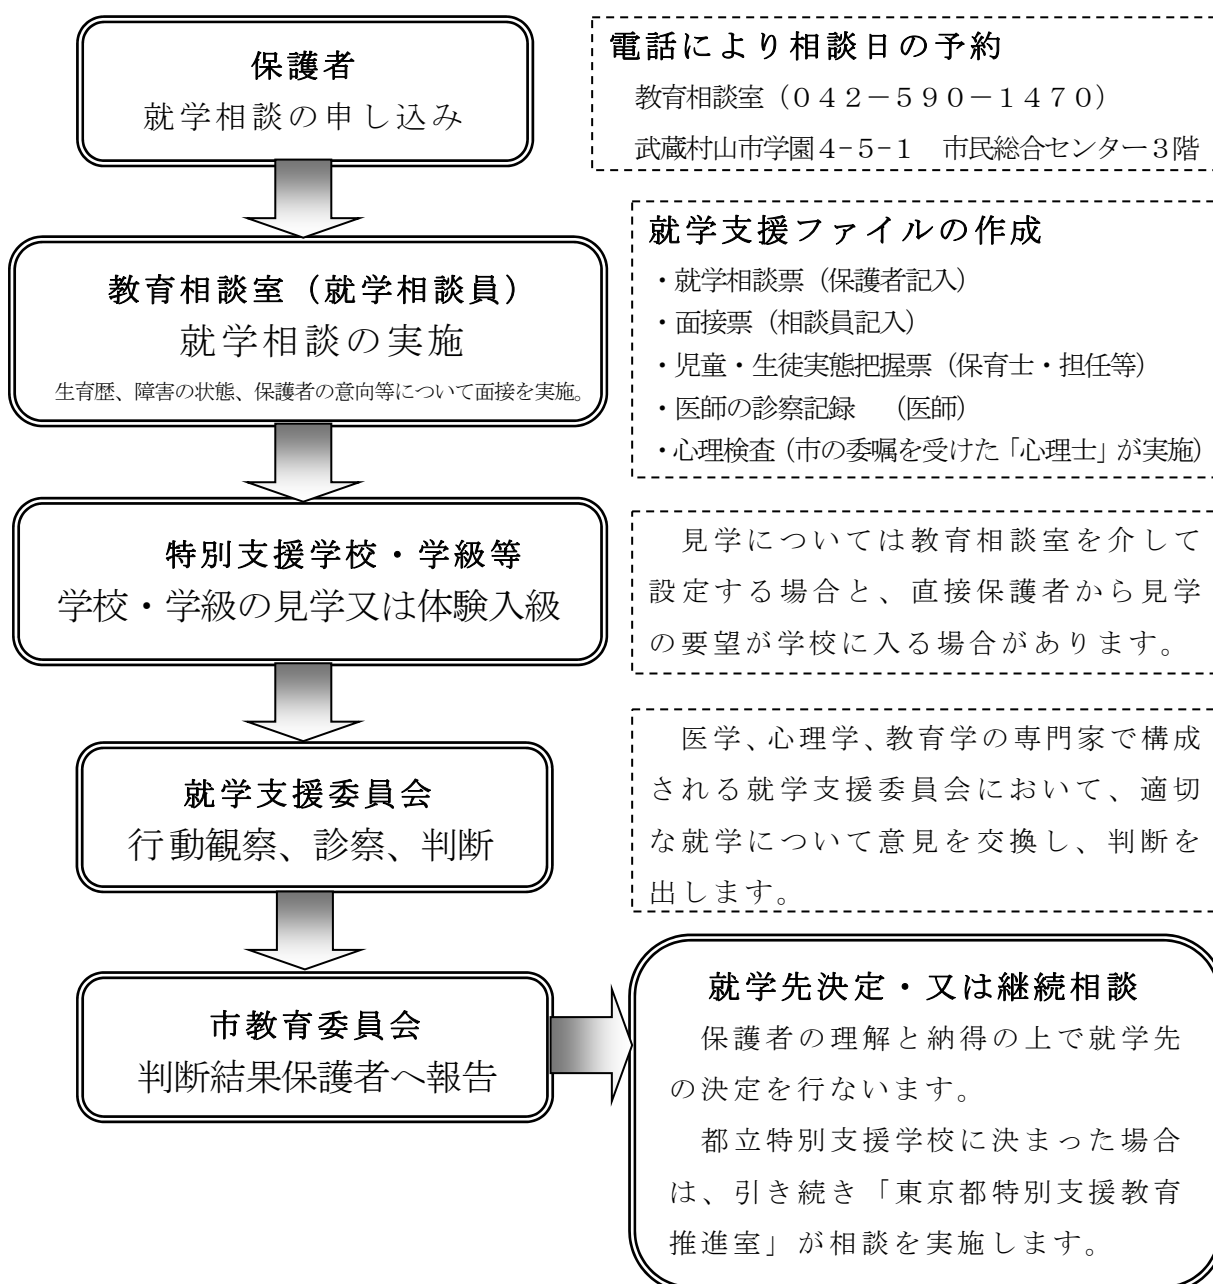 保護者
就学相談の申し込み
電話により相談日の予約
教育相談室（０４２－５９０－１４７０）
武蔵村山市学園４-５-１　市民総合センター３階
教育相談室（就学相談員）
就学相談の実施
生育歴、障害の状態、保護者の意向等について面接を実施。
就学支援ファイルの作成
・就学相談票（保護者記入）
・面接票（相談員記入）
・児童・生徒実態把握票（保育士・担任等）
・医師の診察記録　（医師）
・心理検査（市の委嘱を受けた「心理士」が実施）
特別支援学校・学級等
学校・学級の見学又は体験入級
見学については教育相談室を介して
設定する場合と、直接保護者から見学
の要望が学校に入る場合があります。
就学支援委員会
行動観察、診察、判断
医学、心理学、教育学の専門家で構成
される就学支援委員会において、適切
な就学について意見を交換し、判断を
出します。
市教育委員会
判断結果保護者へ報告
就学先決定・又は継続相談
保護者の理解と納得の上で就学先
の決定を行ないます。
都立特別支援学校に決まった場合
は、引き続き「東京都特別支援教育
推進室」が相談を実施します。